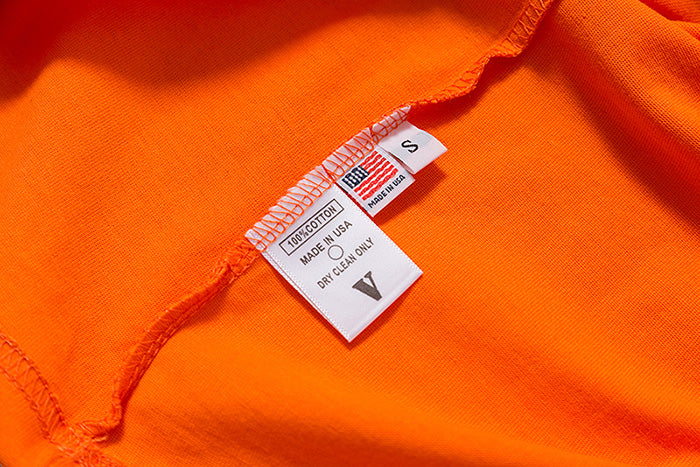 100%COTTON
MADE IN USA
DRY CLEAN ONLY
V
MADE IN USA
S